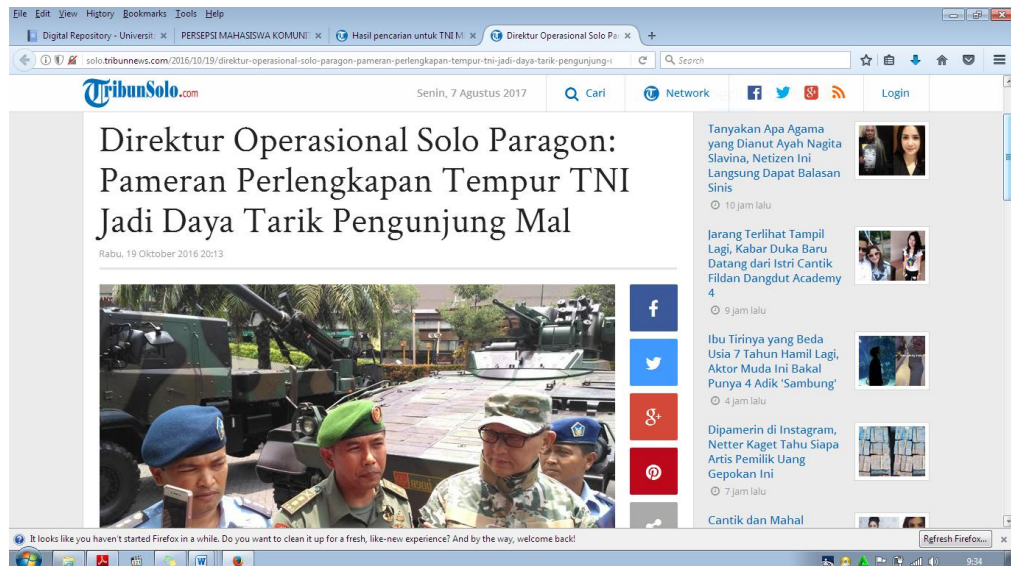 File Edit View History Bookmarks Tools Help
Digital Repository - Universit
PERSEPSI MAHASISWA KOMUNI
Hasil pencarian untuk TNI M
Direktur Operasional Solo Pa
solo.tribunnews.com/2016/10/19/direktur-operasional-solo-paragon-pameran-perlengkapan-tempur-tni-jadi-daya-tarik-pengunjung-
Search
TribunSolo.com
Senin, 7 Agustus 2017
Cari
Network
Login
Direktur Operasional Solo Paragon:
Pameran Perlengkapan Tempur TNI
Jadi Daya Tarik Pengunjung Mal
Rabu, 19 Oktober 2016 20:13
Tanyakan Apa Agama
yang Dianut Ayah Nagita
Slavina, Netizen Ini
Langsung Dapat Balasan
Sinis
10 jam lalu
Jarang Terlihat Tampil
Lagi, Kabar Duka Baru
Datang dari Istri Cantik
Fildan Dangdut Academy
4
9 jam lalu
Ibu Tirinya yang Beda
Usia 7 Tahun Hamil Lagi,
Aktor Muda Ini Bakal
Punya 4 Adik 'Sambung'
4 jam lalu
Dipamerin di Instagram,
Netter Kaget Tahu Siapa
Artis Pemilik Uang
Gepokan Ini
7 jam lalu
Cantik dan Mahal
It looks like you haven't started Firefox in a while. Do you want to clean it up for a fresh, like-new experience? And by the way, welcome back!
Refresh Firefox...
9:34